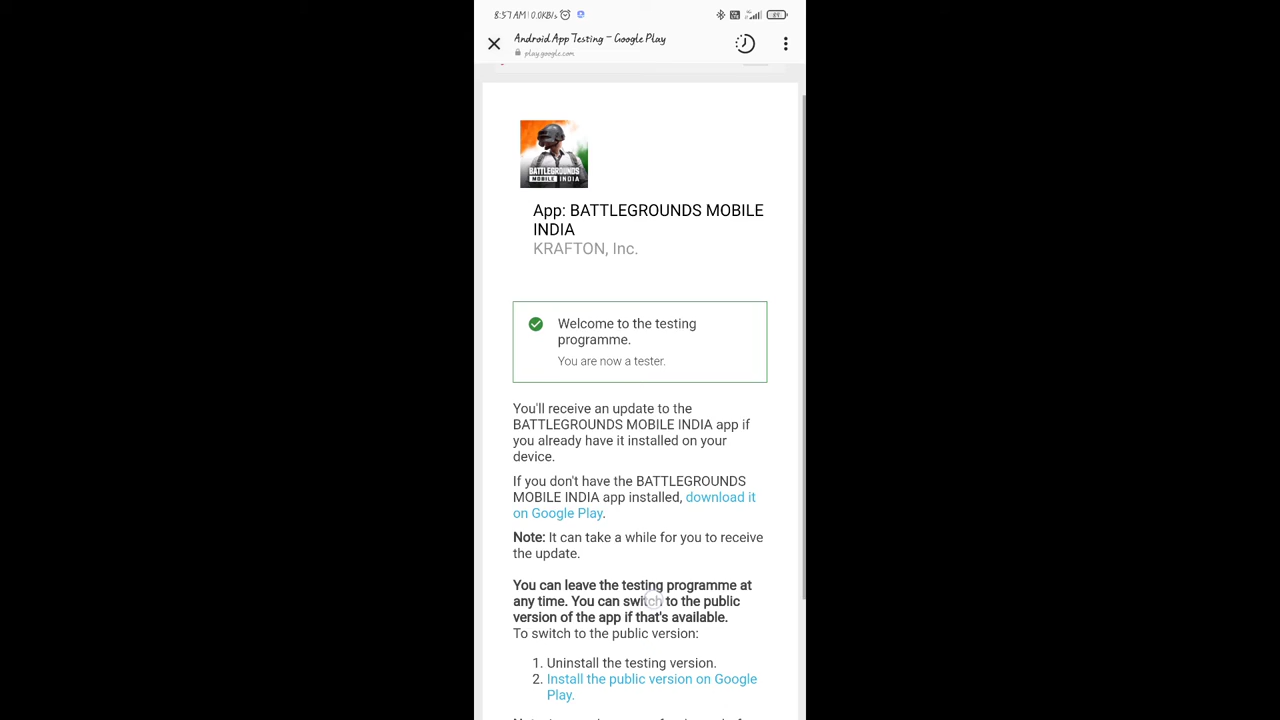 8:57 AM | 0.0KB/s
Android App Testing - Google Play
play.google.com
BATTLEGROUNDS
MOBILE INDIA
App: BATTLEGROUNDS MOBILE
INDIA
KRAFTON, Inc.
Welcome to the testing
programme.
You are now a tester.
You'll receive an update to the
BATTLEGROUNDS MOBILE INDIA app if
you already have it installed on your
device.
If you don't have the BATTLEGROUNDS
MOBILE INDIA app installed, download it
on Google Play.
Note: It can take a while for you to receive
the update.
You can leave the testing programme at
any time. You can switch to the public
version of the app if that's available.
To switch to the public version:
1. Uninstall the testing version.
2. Install the public version on Google
Play.